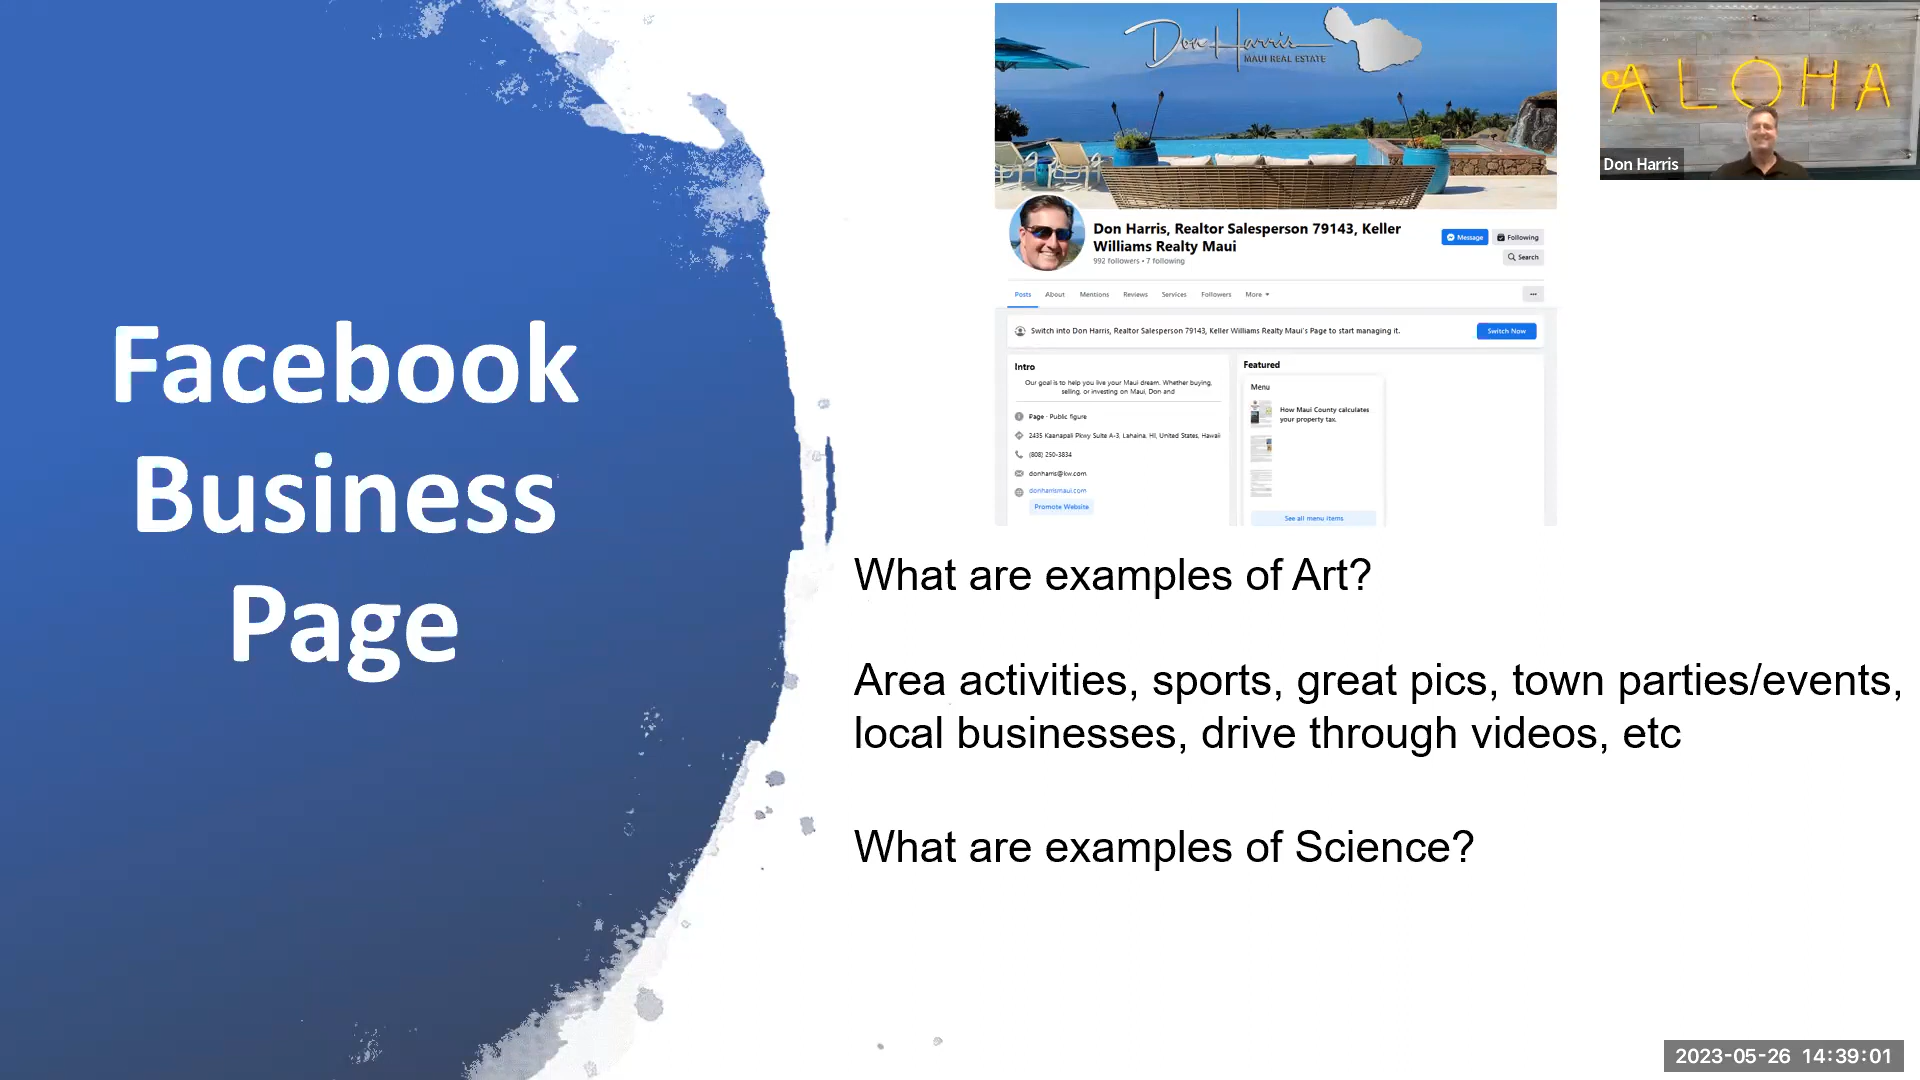 Facebook
Business
Page
Don Harris
MAUI REAL ESTATE
Don Harris, Realtor Salesperson 79143, Keller
Williams Realty Maui
992 followers • 7 following
Message
Following
Search
Posts About Mentions Reviews Services Followers More
Switch into Don Harris, Realtor Salesperson 79143, Keller Williams Realty Maui's Page to start managing it.
Switch Now
Intro
Our goal is to help you live your Maui dream. Whether buying,
selling, or investing on Maui, Don and
Page · Public figure
2435 Kaanapali Pkwy Suite A-3, Lahaina, HI, United States, Hawaii
(808) 250-3834
donharris@kw.com
donharrismaui.com
Promote Website
Featured
Menu
How Maui County calculates
your property tax.
See all menu items
ALOHA
Don Harris
What are examples of Art?
Area activities, sports, great pics, town parties/events,
local businesses, drive through videos, etc
What are examples of Science?
2023-05-26 14:39:01